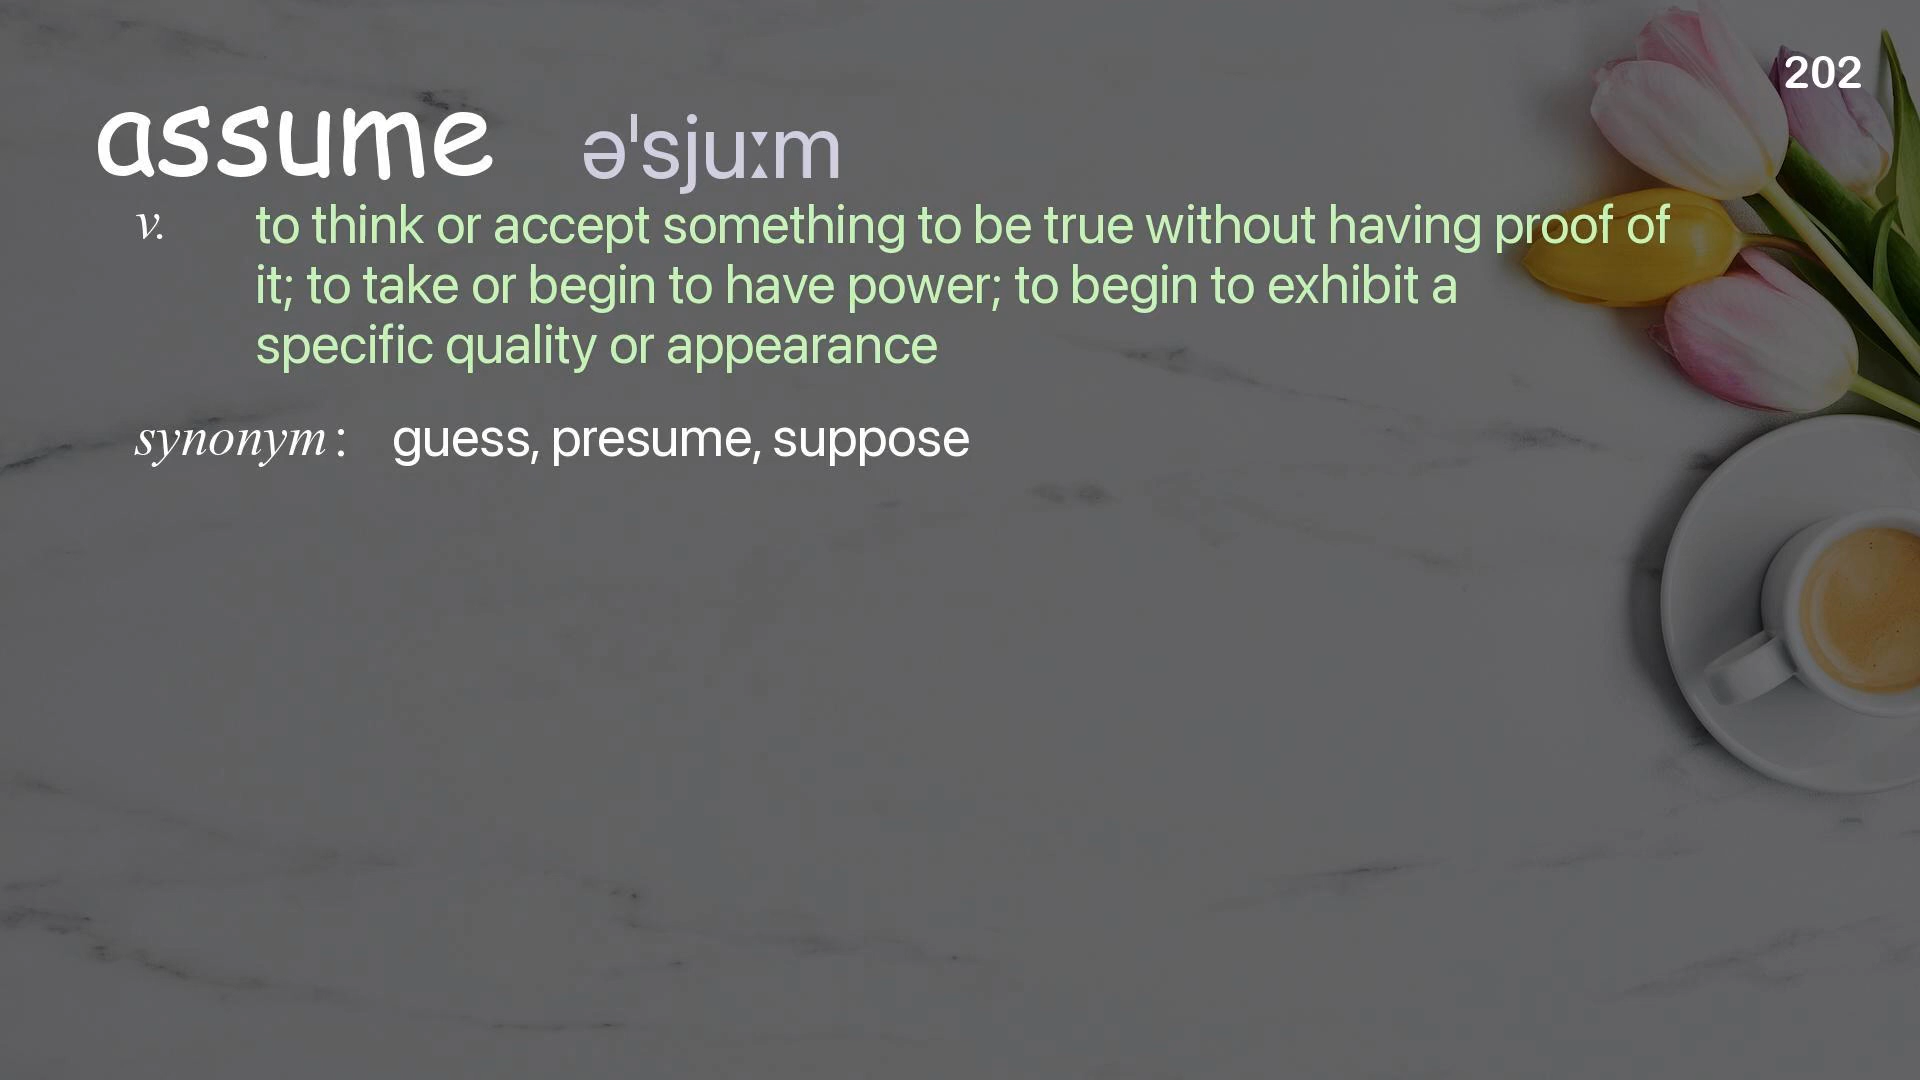 202
assume əˈsjuːm
v. to think or accept something to be true without having proof of
it; to take or begin to have power; to begin to exhibit a
specific quality or appearance
synonym : guess, presume, suppose